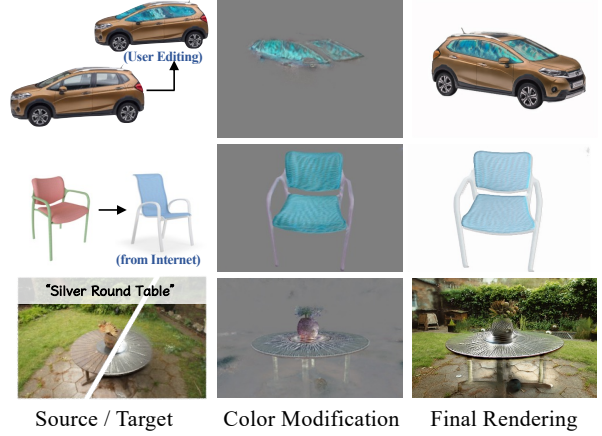 (User Editing)
(from Internet)
"Silver Round Table"
Source / Target
Color Modification
Final Rendering